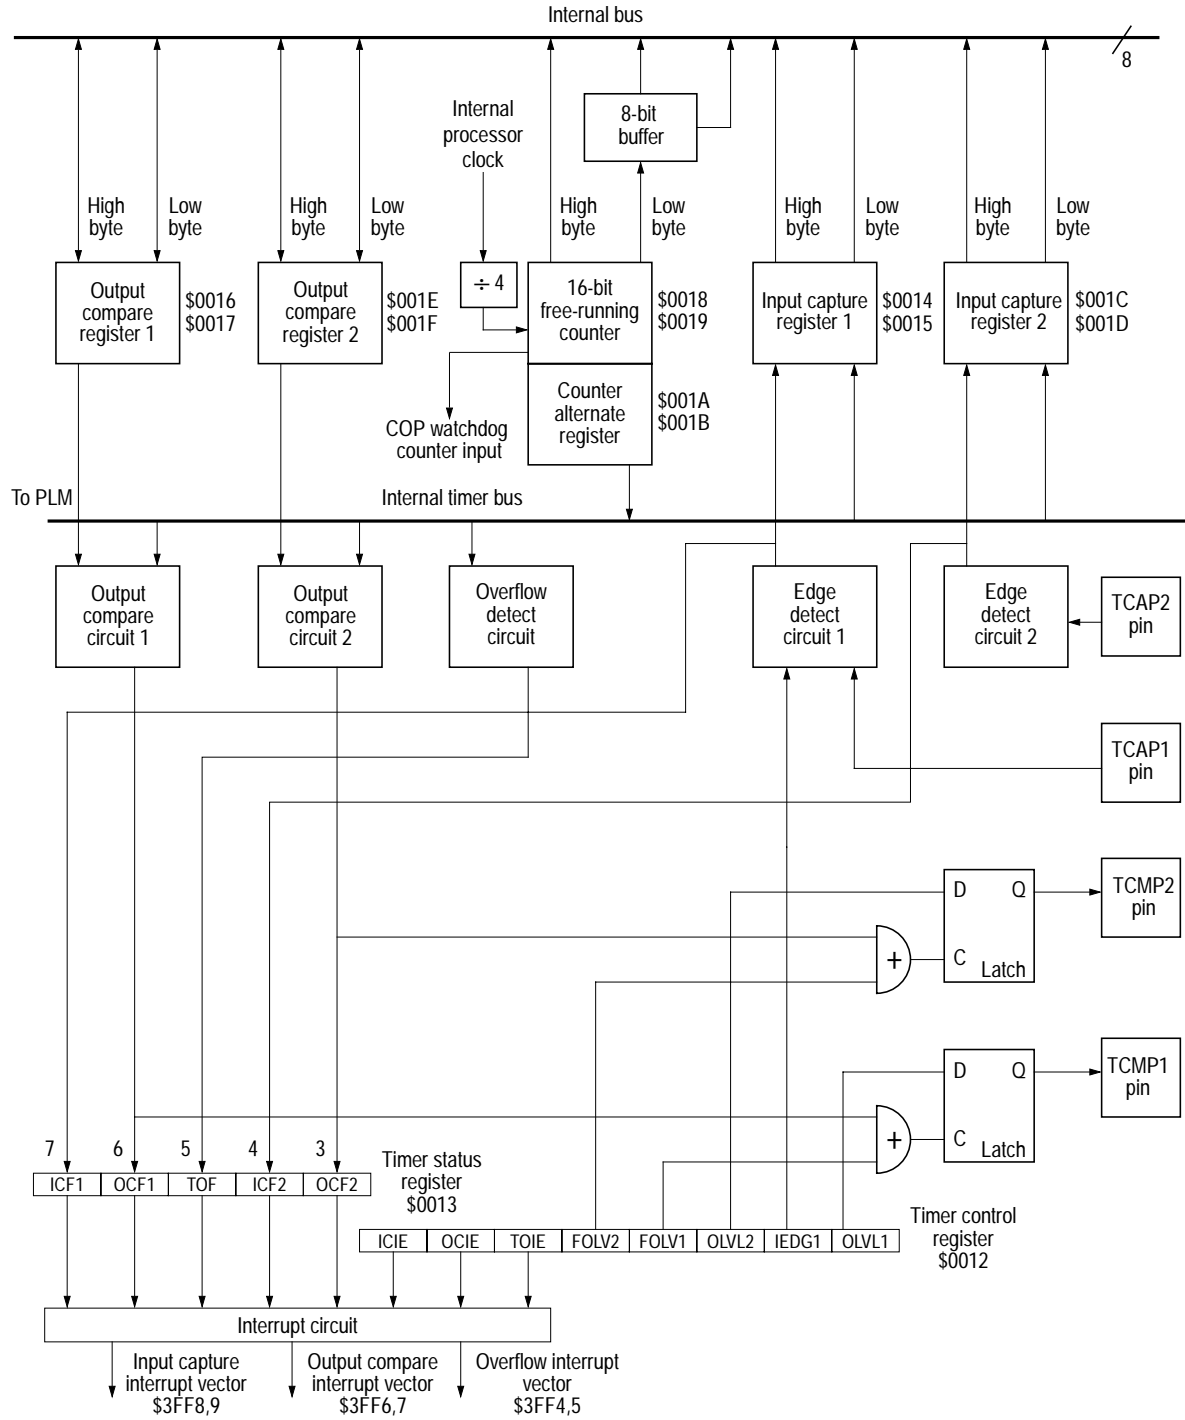 Internal bus
8
8-bit
buffer
Internal
processor
clock
High
byte
Low
byte
High
byte
Low
byte
High
byte
Low
byte
High
byte
Low
byte
High
byte
Low
byte
Output
compare
register 1
$0016
$0017
Output
compare
register 2
$001E
$001F
÷ 4
16-bit
free-running
counter
$0018
$0019
Input capture
register 1
$0014
$0015
Input capture
register 2
$001C
$001D
Counter
alternate
register
$001A
$001B
COP watchdog
counter input
To PLM
Internal timer bus
Output
compare
circuit 1
Output
compare
circuit 2
Overflow
detect
circuit
Edge
detect
circuit 1
Edge
detect
circuit 2
TCAP2
pin
TCAP1
pin
D
Q
C
Latch
TCMP2
pin
+
D
Q
C
Latch
TCMP1
pin
+
7
6
5
4
3
ICF1
OCF1
TOF
ICF2
OCF2
Timer status
register
$0013
ICIE
OCIE
TOIE
FOLV2
FOLV1
OLVL2
IEDG1
OLVL1
Timer control
register
$0012
Interrupt circuit
Input capture
interrupt vector
$3FF8,9
Output compare
interrupt vector
$3FF6,7
Overflow interrupt
vector
$3FF4,5